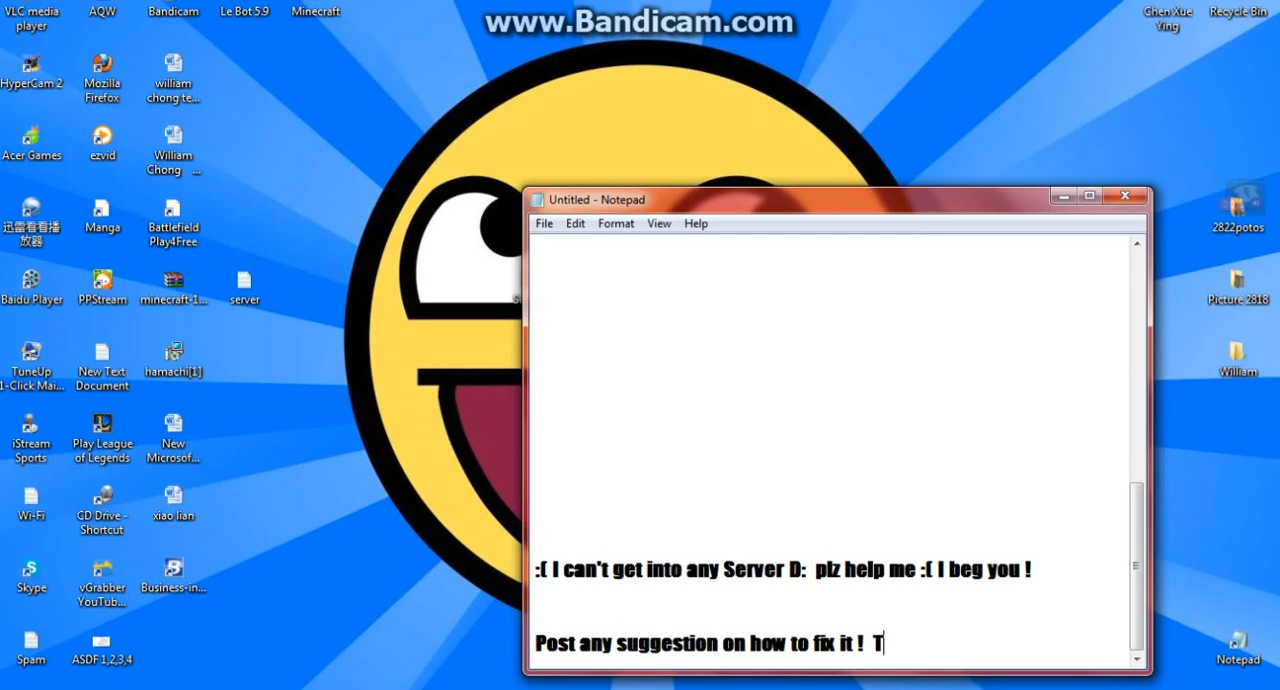 www.Bandicam.com
VLC media
player
AQW
Bandicam
Le Bot 5.9
Minecraft
Chen Xue
Ying
Recycle Bin
HyperCam 2
Mozilla
Firefox
william
chong te...
Acer Games
ezvid
William
Chong ...
迅雷看看播
放器
Manga
Battlefield
Play4Free
2822potos
Baidu Player
PPStream
minecraft-1...
server
Picture 2818
TuneUp
1-Click Mai...
New Text
Document
hamachi[1]
William
iStream
Sports
Play League
of Legends
New
Microsof...
Wi-Fi
CD Drive -
Shortcut
xiao lian
Skype
vGrabber
YouTub...
Business-in...
Spam
ASDF 1,2,3,4
Notepad
Untitled - Notepad
File Edit Format View Help
:( I can't get into any Server D:  plz help me :( I beg you !
Post any suggestion on how to fix it !  T